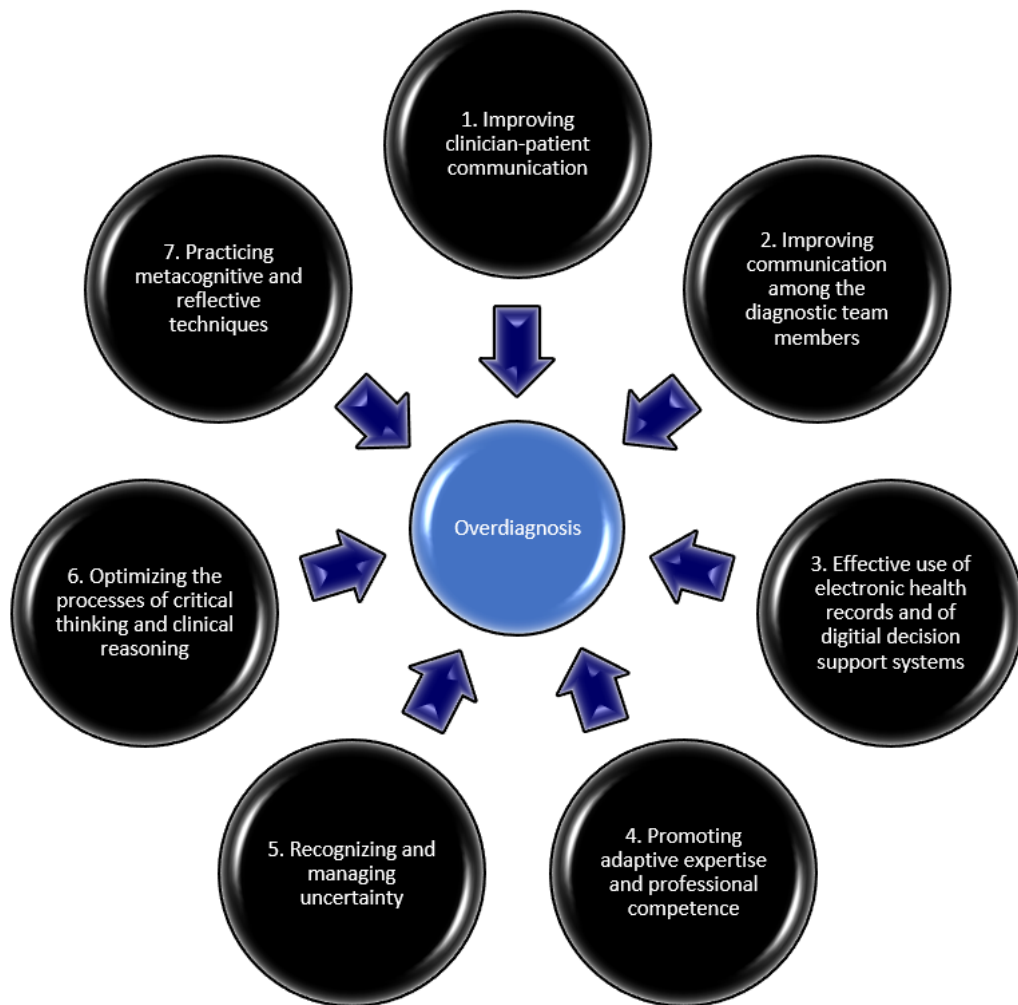 1. Improving
clinician-patient
communication
2. Improving
communication
among the
diagnostic team
members
3. Effective use of
electronic health
records and of
digitial decision
support systems
4. Promoting
adaptive expertise
and professional
competence
5. Recognizing and
managing
uncertainty
6. Optimizing the
processes of critical
thinking and clinical
reasoning
7. Practicing
metacognitive and
reflective
techniques
Overdiagnosis